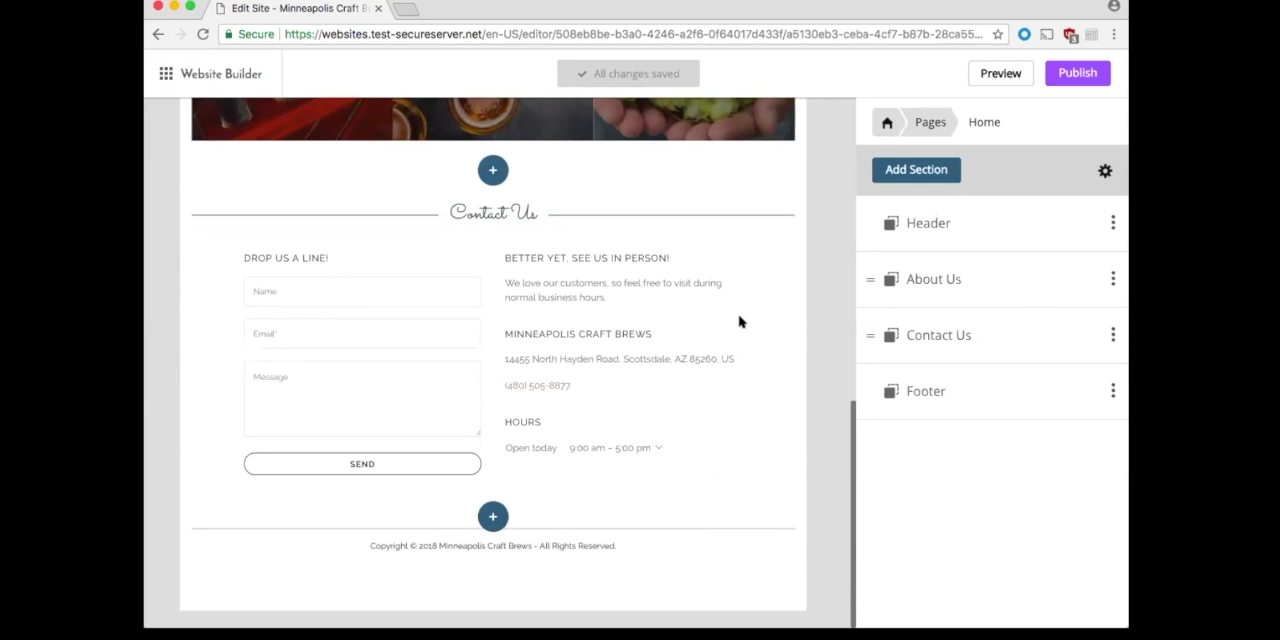 Edit Site - Minneapolis Craft B
Secure
https://websites.test-secureserver.net/en-US/editor/508eb8be-b3a0-4246-a2f6-0f64017d433f/a5130eb3-ceba-4cf7-b87b-28ca55...
Website Builder
All changes saved
Preview
Publish
Pages
Home
Add Section
Header
About Us
Contact Us
Footer
Contact Us
DROP US A LINE!
Name
Email*
Message
SEND
BETTER YET, SEE US IN PERSON!
We love our customers, so feel free to visit during
normal business hours.
MINNEAPOLIS CRAFT BREWS
14455 North Hayden Road, Scottsdale, AZ 85260, US
(480) 505-8877
HOURS
Open today 9:00 am – 5:00 pm
Copyright © 2018 Minneapolis Craft Brews - All Rights Reserved.